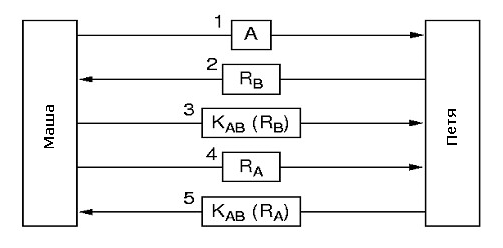 1 A
2 R_B
Маша
3 K_AB (R_B)
Петя
4 R_A
5 K_AB (R_A)